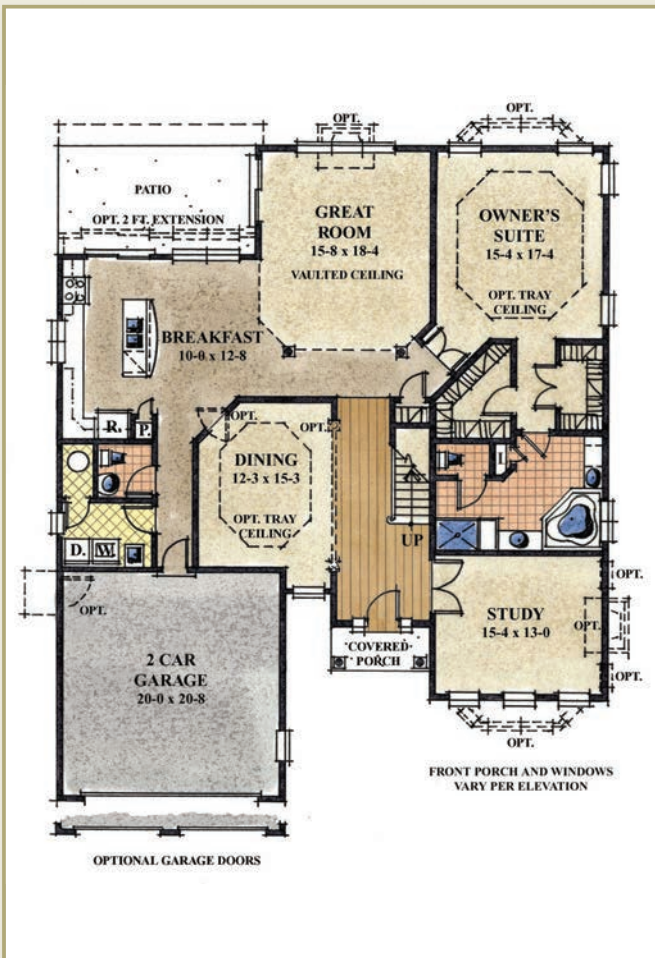 OPT.
OPT.
PATIO
OPT. 2 FT. EXTENSION
GREAT
ROOM
15-8 x 18-4
VAULTED CEILING
OWNER'S
SUITE
15-4 x 17-4
OPT. TRAY
CEILING
BREAKFAST
10-0 x 12-8
R.
P.
OPT.
OPT.
DINING
12-3 x 15-3
OPT. TRAY
CEILING
UP
D.
W.
OPT.
2 CAR
GARAGE
20-0 x 20-8
COVERED
PORCH
STUDY
15-4 x 13-0
OPT.
OPT.
OPT.
OPT.
FRONT PORCH AND WINDOWS
VARY PER ELEVATION
OPTIONAL GARAGE DOORS